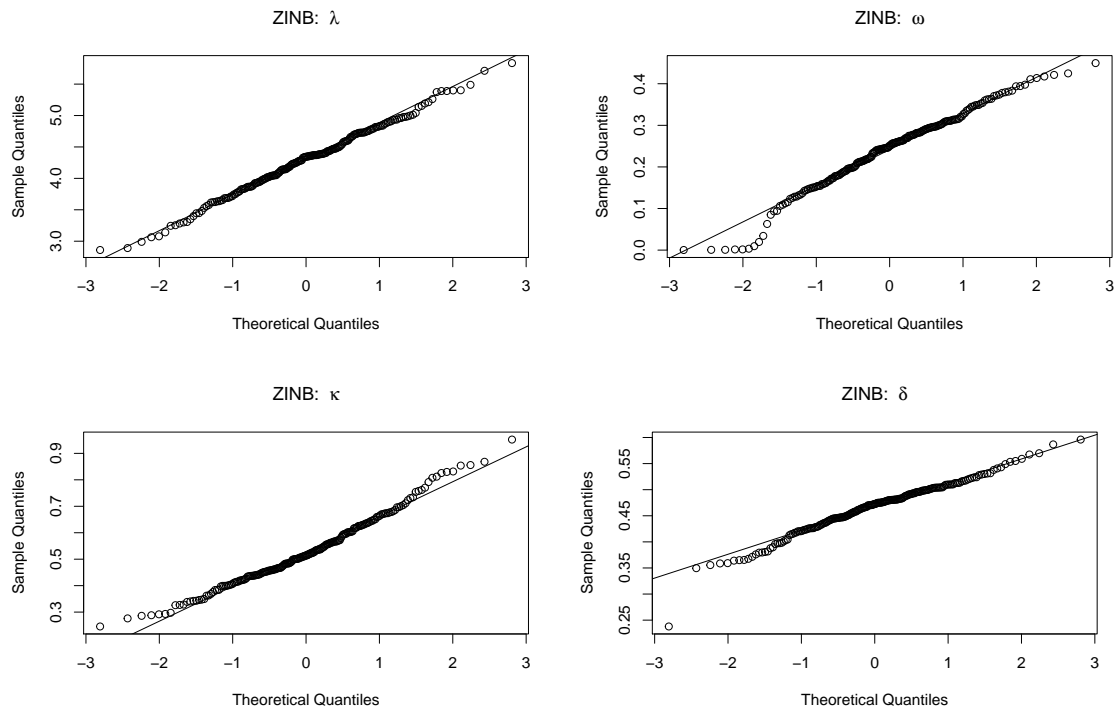 ZINB: λ
Sample Quantiles
3.0 4.0 5.0
−3 −2 −1 0 1 2 3
Theoretical Quantiles
ZINB: ω
Sample Quantiles
0.0 0.1 0.2 0.3 0.4
−3 −2 −1 0 1 2 3
Theoretical Quantiles
ZINB: κ
Sample Quantiles
0.3 0.5 0.7 0.9
−3 −2 −1 0 1 2 3
Theoretical Quantiles
ZINB: δ
Sample Quantiles
0.25 0.35 0.45 0.55
−3 −2 −1 0 1 2 3
Theoretical Quantiles